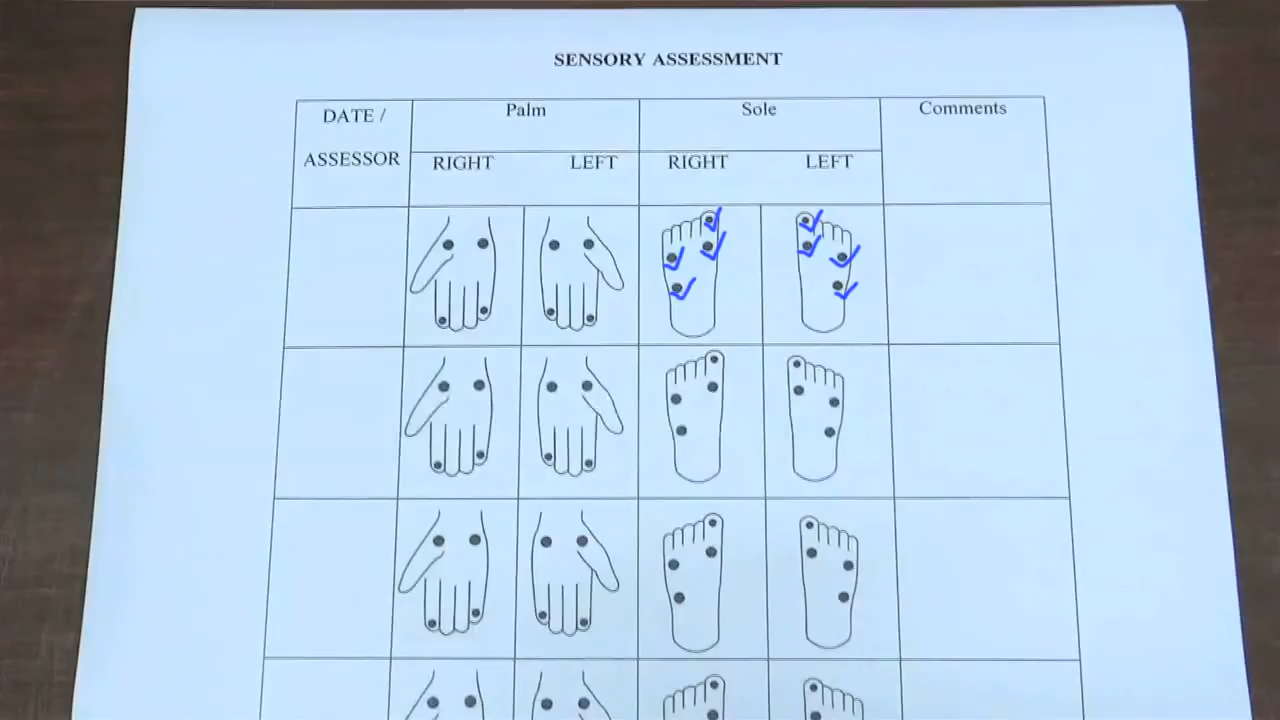 SENSORY ASSESSMENT
DATE / ASSESSOR
Palm
Sole
Comments
RIGHT
LEFT
RIGHT
LEFT